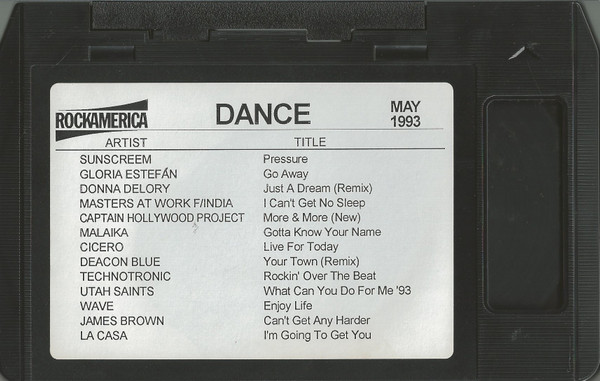 ROCKAMERICA DANCE MAY 1993
ARTIST TITLE
SUNSCREEM Pressure
GLORIA ESTEFÁN Go Away
DONNA DELORY Just A Dream (Remix)
MASTERS AT WORK F/INDIA I Can't Get No Sleep
CAPTAIN HOLLYWOOD PROJECT More & More (New)
MALAIKA Gotta Know Your Name
CICERO Live For Today
DEACON BLUE Your Town (Remix)
TECHNOTRONIC Rockin' Over The Beat
UTAH SAINTS What Can You Do For Me '93
WAVE Enjoy Life
JAMES BROWN Can't Get Any Harder
LA CASA I'm Going To Get You